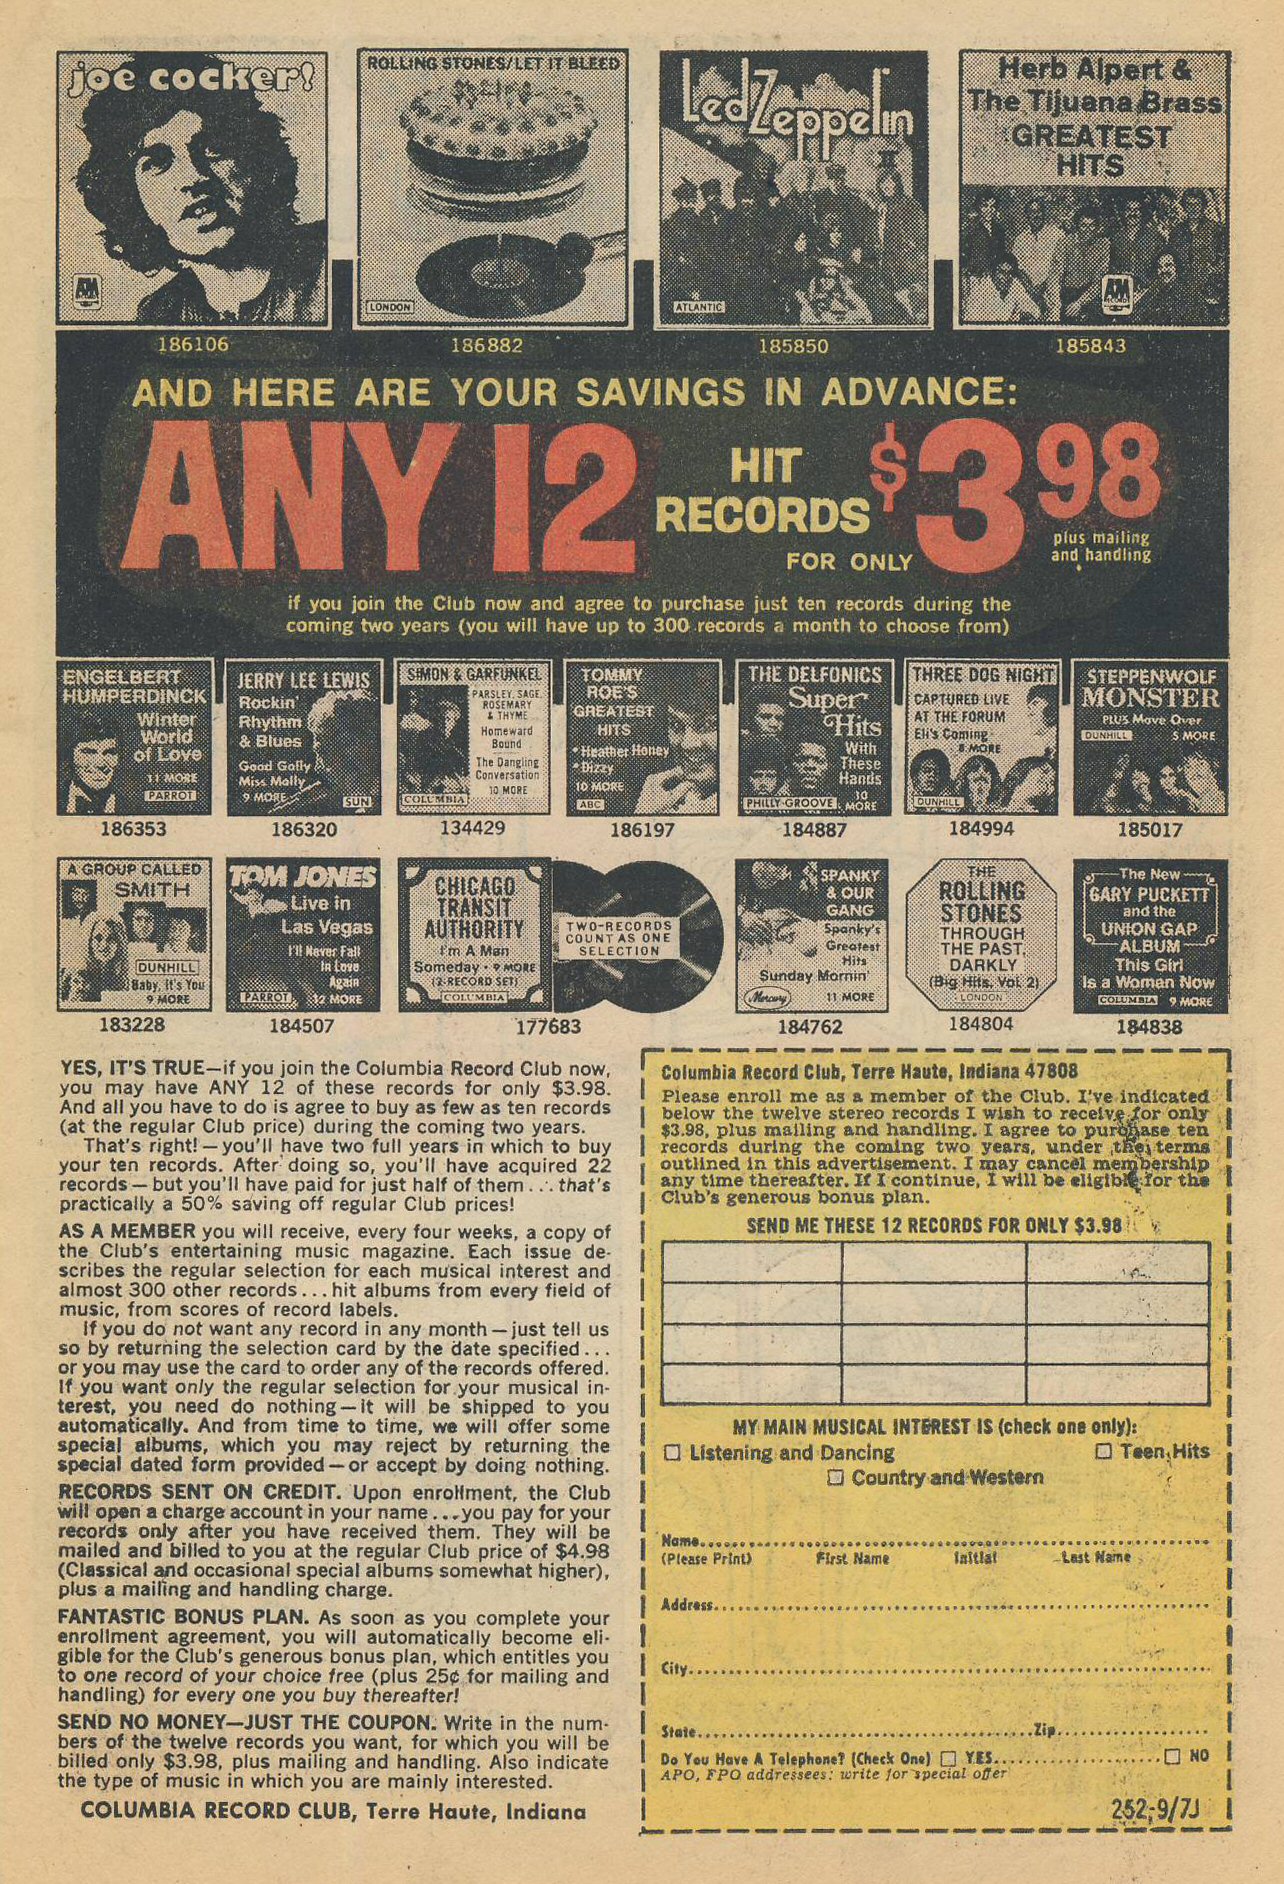 joe cocker!
ROLLING STONES/LET IT BLEED
Led Zeppelin
Herb Alpert &
The Tijuana Brass
GREATEST
HITS
AM
LONDON
ATLANTIC
AM
186106
186882
185850
185843
AND HERE ARE YOUR SAVINGS IN ADVANCE:
ANY 12 HIT RECORDS FOR ONLY $3.98
plus mailing
and handling
if you join the Club now and agree to purchase just ten records during the
coming two years (you will have up to 300 records a month to choose from)
ENGELBERT
HUMPERDINCK
Winter
World
of Love
11 MORE
PARROT
186353
JERRY LEE LEWIS
Rockin'
Rhythm
& Blues
Good Golly
Miss Molly
9 MORE
SUN
186320
SIMON & GARFUNKEL
PARSLEY, SAGE,
ROSEMARY
& THYME
Homeward
Bound
The Dangling
Conversation
10 MORE
COLUMBIA
134429
TOMMY
ROE'S
GREATEST
HITS
• Heather Honey
• Dizzy
10 MORE
ABC
186197
THE DELFONICS
Super
Hits
With
These
Hands
10
MORE
PHILLY GROOVE
184887
THREE DOG NIGHT
CAPTURED LIVE
AT THE FORUM
Eli's Coming
8 MORE
DUNHILL
184994
STEPPENWOLF
MONSTER
PLUS Move Over
DUNHILL 5 MORE
185017
A GROUP CALLED
SMITH
DUNHILL
Baby, It's You
9 MORE
183228
TOM JONES
Live in
Las Vegas
I'll Never Fall
In Love
Again
PARROT 12 MORE
184507
CHICAGO
TRANSIT
AUTHORITY
I'm A Man
Someday • 9 MORE
(2-RECORD SET)
COLUMBIA
TWO-RECORDS
COUNT AS ONE
SELECTION
177683
SPANKY
& OUR
GANG
Spanky's
Greatest
Hits
Sunday Mornin'
Mercury 11 MORE
184762
THE
ROLLING
STONES
THROUGH
THE PAST,
DARKLY
(Big Hits, Vol. 2)
LONDON
184804
The New
GARY PUCKETT
and the
UNION GAP
ALBUM
This Girl
Is a Woman Now
COLUMBIA 9 MORE
184838
YES, IT'S TRUE—if you join the Columbia Record Club now,
you may have ANY 12 of these records for only $3.98.
And all you have to do is agree to buy as few as ten records
(at the regular Club price) during the coming two years.
That's right!—you'll have two full years in which to buy
your ten records. After doing so, you'll have acquired 22
records—but you'll have paid for just half of them...that's
practically a 50% saving off regular Club prices!
AS A MEMBER you will receive, every four weeks, a copy of
the Club's entertaining music magazine. Each issue de-
scribes the regular selection for each musical interest and
almost 300 other records...hit albums from every field of
music, from scores of record labels.
If you do not want any record in any month—just tell us
so by returning the selection card by the date specified...
or you may use the card to order any of the records offered.
If you want only the regular selection for your musical in-
terest, you need do nothing—it will be shipped to you
automatically. And from time to time, we will offer some
special albums, which you may reject by returning the
special dated form provided—or accept by doing nothing.
RECORDS SENT ON CREDIT. Upon enrollment, the Club
will open a charge account in your name...you pay for your
records only after you have received them. They will be
mailed and billed to you at the regular Club price of $4.98
(Classical and occasional special albums somewhat higher),
plus a mailing and handling charge.
FANTASTIC BONUS PLAN. As soon as you complete your
enrollment agreement, you will automatically become eli-
gible for the Club's generous bonus plan, which entitles you
to one record of your choice free (plus 25¢ for mailing and
handling) for every one you buy thereafter!
SEND NO MONEY—JUST THE COUPON. Write in the num-
bers of the twelve records you want, for which you will be
billed only $3.98, plus mailing and handling. Also indicate
the type of music in which you are mainly interested.
COLUMBIA RECORD CLUB, Terre Haute, Indiana
Columbia Record Club, Terre Haute, Indiana 47808
Please enroll me as a member of the Club. I've indicated
below the twelve stereo records I wish to receive for only
$3.98, plus mailing and handling. I agree to purchase ten
records during the coming two years, under the terms
outlined in this advertisement. I may cancel membership
any time thereafter. If I continue, I will be eligible for the
Club's generous bonus plan.
SEND ME THESE 12 RECORDS FOR ONLY $3.98
MY MAIN MUSICAL INTEREST IS (check one only):
☐ Listening and Dancing ☐ Teen Hits
☐ Country and Western
Name
(Please Print) First Name Initial Last Name
Address
City
State Zip
Do You Have A Telephone? (Check One) ☐ YES ☐ NO
APO, FPO addressees: write for special offer
252-9/7J